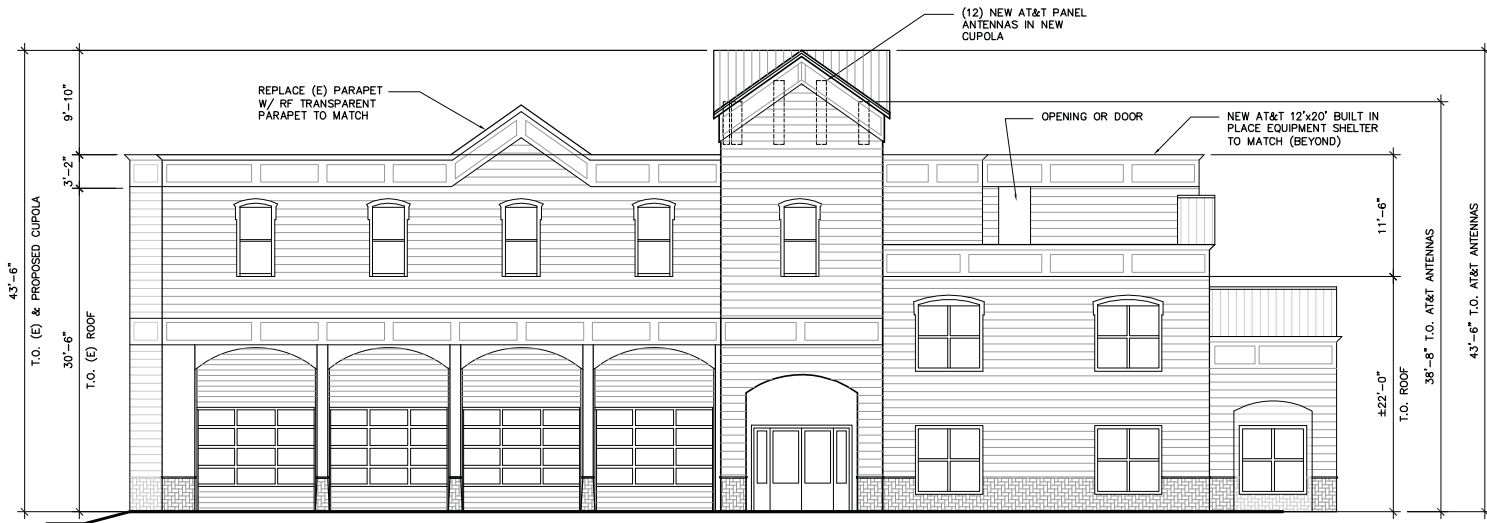 (12) NEW AT&T PANEL
ANTENNAS IN NEW
CUPOLA
REPLACE (E) PARAPET
W/ RF TRANSPARENT
PARAPET TO MATCH
OPENING OR DOOR
NEW AT&T 12'x20' BUILT IN
PLACE EQUIPMENT SHELTER
TO MATCH (BEYOND)
43'-6"
T.O. (E) & PROPOSED CUPOLA
9'-10"
3'-2"
30'-6"
T.O. (E) ROOF
11'-6"
±22'-0"
T.O. ROOF
38'-8" T.O. AT&T ANTENNAS
43'-6" T.O. AT&T ANTENNAS